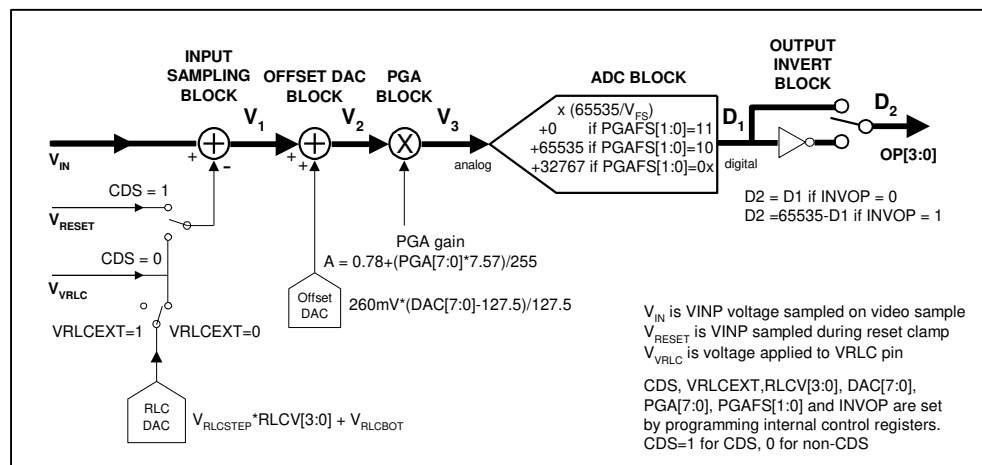 INPUT
SAMPLING
BLOCK
OFFSET DAC
BLOCK
PGA
BLOCK
ADC BLOCK
OUTPUT
INVERT
BLOCK
x (65535/VFS)
+0 if PGAFS[1:0]=11
+65535 if PGAFS[1:0]=10
+32767 if PGAFS[1:0]=0x
V1
V2
V3
D1
D2
+
+
X
VIN
+
-
+
+
analog
digital
OP[3:0]
CDS = 1
VRESET
CDS = 0
VVRLC
VRLCEXT=1
VRLCEXT=0
RLC
DAC
VRLCSTEP*RLCV[3:0] + VRLCBOT
Offset
DAC
260mV*(DAC[7:0]-127.5)/127.5
PGA gain
A = 0.78+(PGA[7:0]*7.57)/255
D2 = D1 if INVOP = 0
D2 =65535-D1 if INVOP = 1
VIN is VINP voltage sampled on video sample
VRESET is VINP sampled during reset clamp
VVRLC is voltage applied to VRLC pin
CDS, VRLCEXT,RLCV[3:0], DAC[7:0],
PGA[7:0], PGAFS[1:0] and INVOP are set
by programming internal control registers.
CDS=1 for CDS, 0 for non-CDS